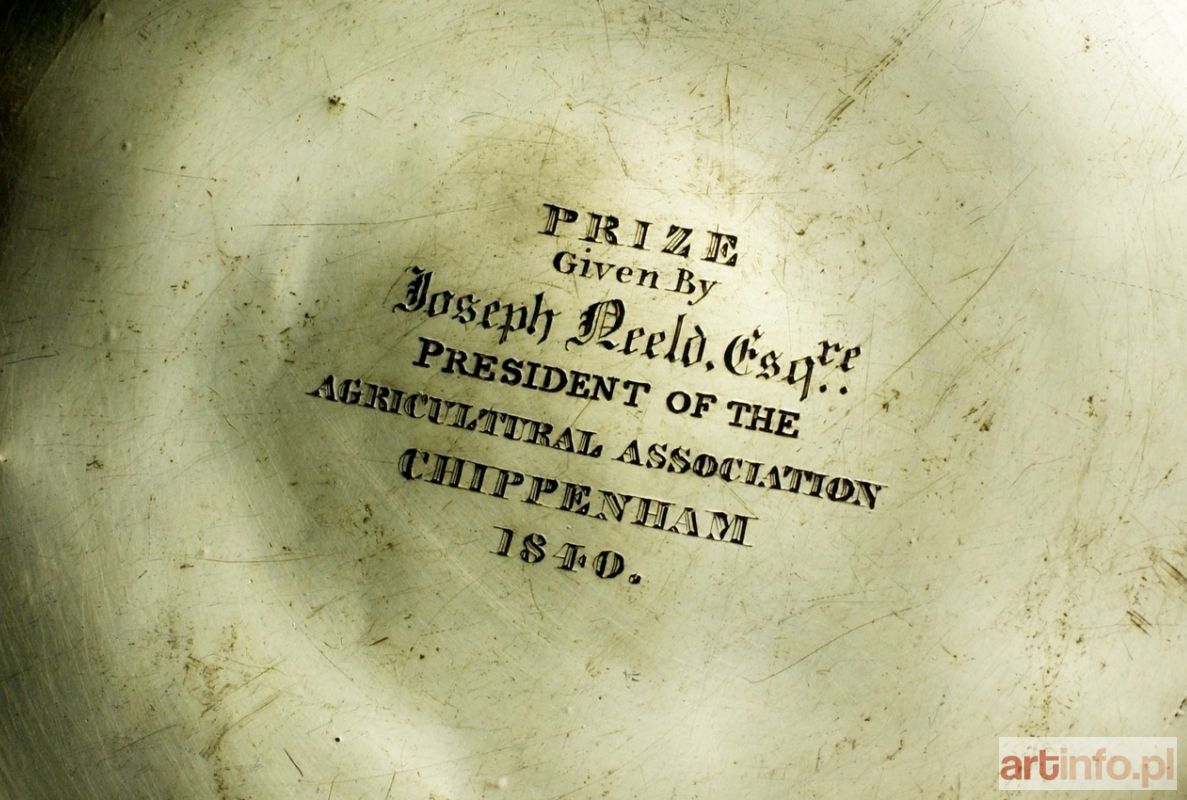 PRIZE
Given By
Joseph Neeld. Esqre.
PRESIDENT OF THE
AGRICULTURAL ASSOCIATION
CHIPPENHAM
1840.
artinfo.pl